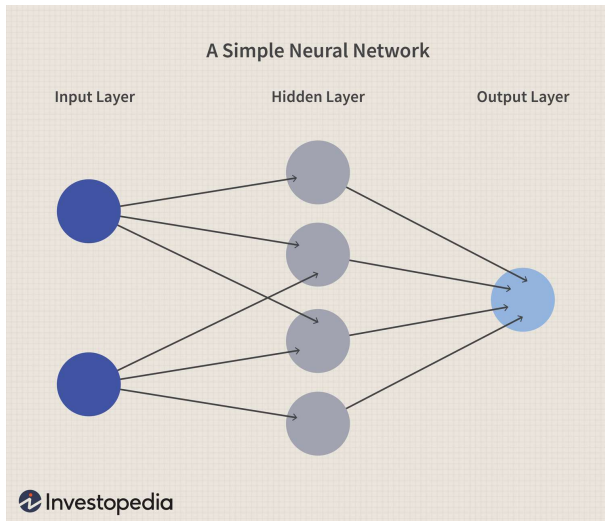 A Simple Neural Network
Input Layer
Hidden Layer
Output Layer
Investopedia